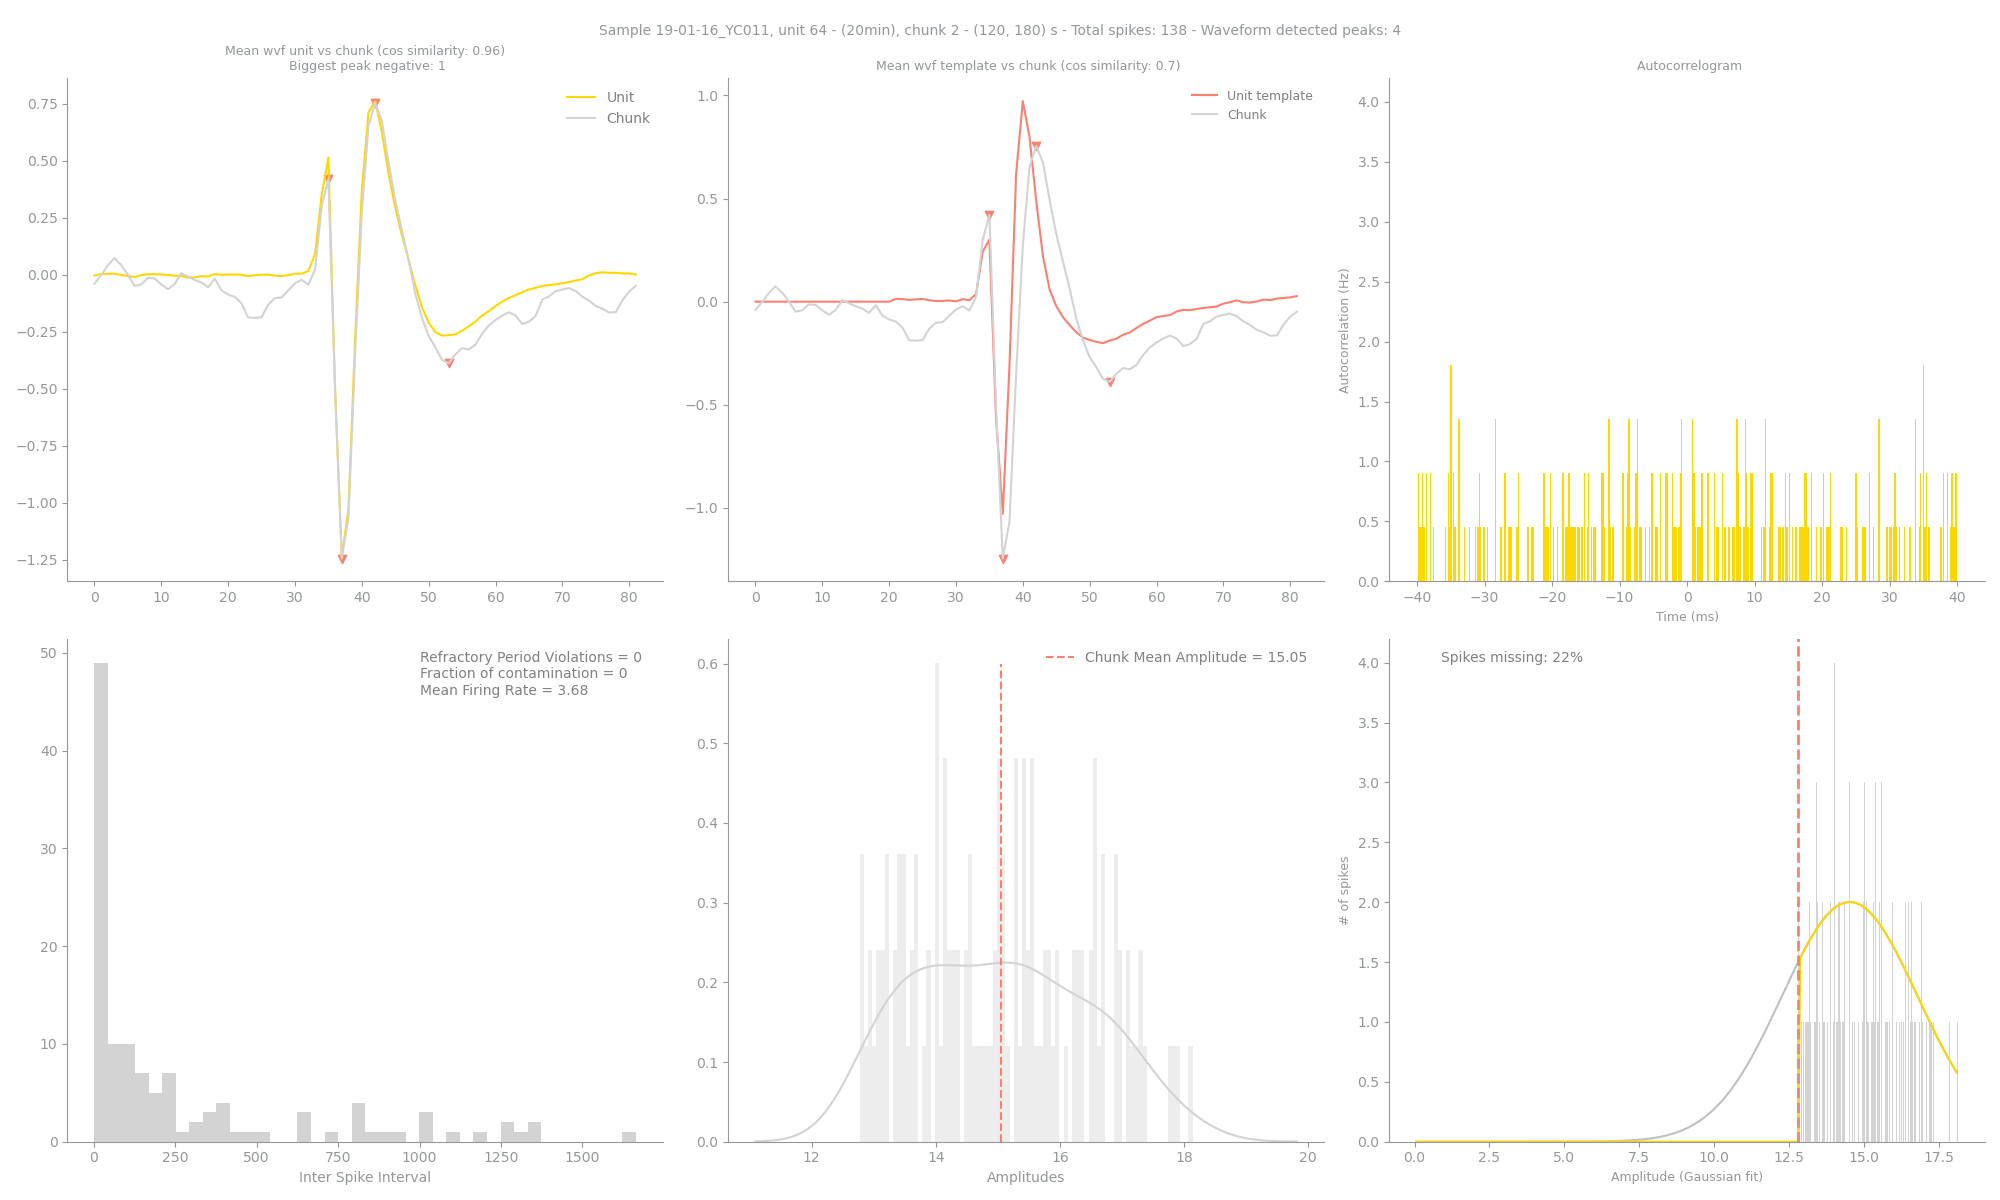 Sample 19-01-16_YC011, unit 64 - (20min), chunk 2 - (120, 180) s - Total spikes: 138 - Waveform detected peaks: 4
Mean wvf unit vs chunk (cos similarity: 0.96)
Biggest peak negative: 1
Unit
Chunk
0.75
0.50
0.25
0.00
−0.25
−0.50
−0.75
−1.00
−1.25
0 10 20 30 40 50 60 70 80
Mean wvf template vs chunk (cos similarity: 0.7)
Unit template
Chunk
1.0
0.5
0.0
−0.5
−1.0
0 10 20 30 40 50 60 70 80
Autocorrelogram
Autocorrelation (Hz)
4.0
3.5
3.0
2.5
2.0
1.5
1.0
0.5
0.0
−40 −30 −20 −10 0 10 20 30 40
Time (ms)
Refractory Period Violations = 0
Fraction of contamination = 0
Mean Firing Rate = 3.68
50
40
30
20
10
0
0 250 500 750 1000 1250 1500
Inter Spike Interval
Chunk Mean Amplitude = 15.05
0.6
0.5
0.4
0.3
0.2
0.1
0.0
12 14 16 18 20
Amplitudes
Spikes missing: 22%
# of spikes
4.0
3.5
3.0
2.5
2.0
1.5
1.0
0.5
0.0
0.0 2.5 5.0 7.5 10.0 12.5 15.0 17.5
Amplitude (Gaussian fit)